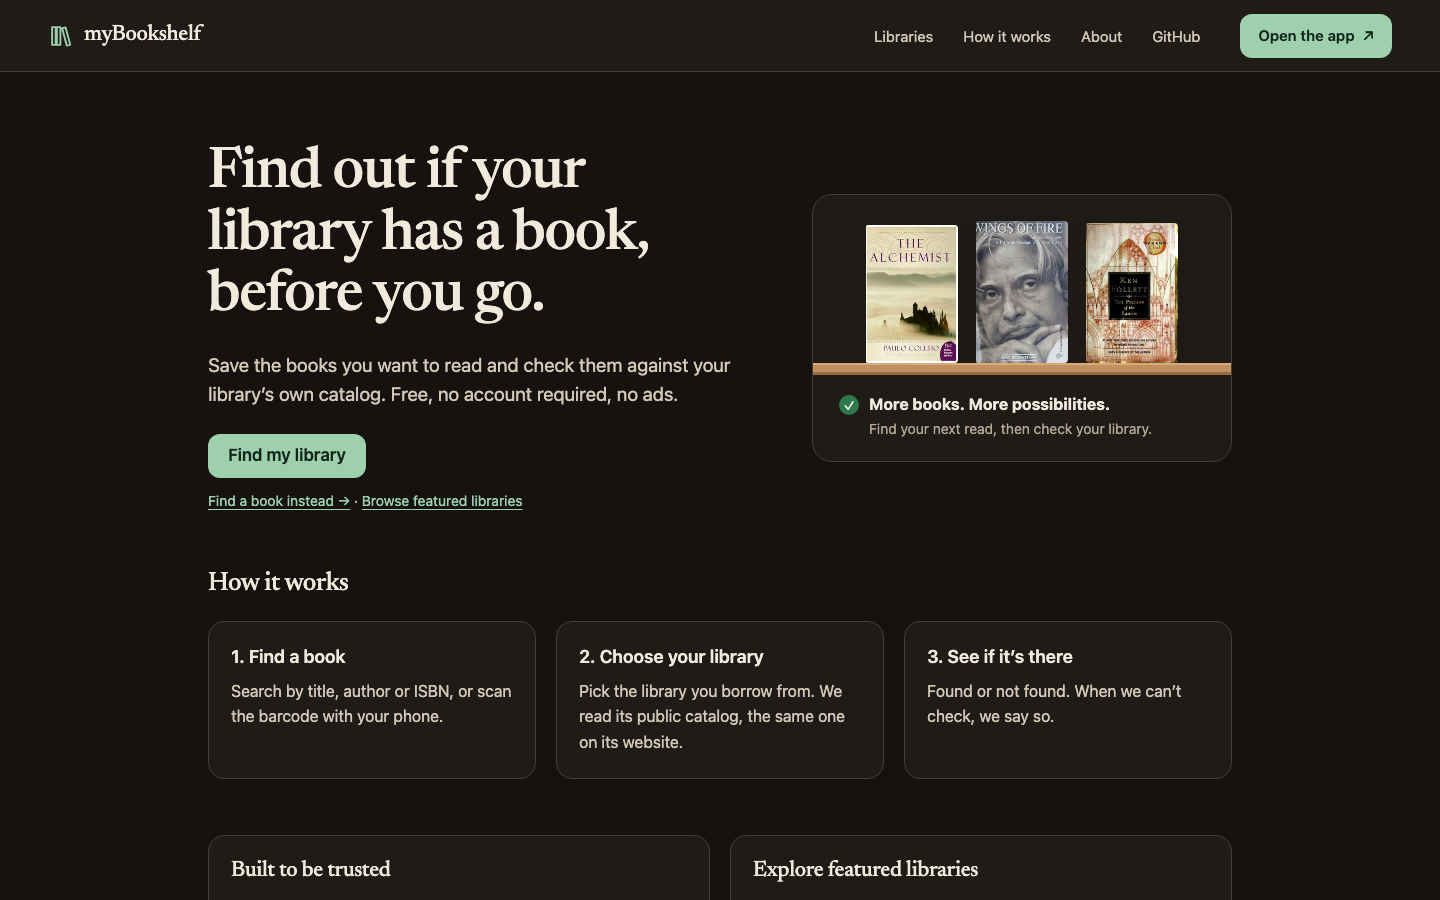 myBookshelf
Libraries
How it works
About
GitHub
Open the app ↗
Find out if your
library has a book,
before you go.
Save the books you want to read and check them against your
library’s own catalog. Free, no account required, no ads.
Find my library
Find a book instead → · Browse featured libraries
THE
ALCHEMIST
PAULO COELHO
WINGS OF FIRE
KEN
FOLLETT
THE PILLARS
of the
EARTH
More books. More possibilities.
Find your next read, then check your library.
How it works
1. Find a book
Search by title, author or ISBN, or scan
the barcode with your phone.
2. Choose your library
Pick the library you borrow from. We
read its public catalog, the same one
on its website.
3. See if it’s there
Found or not found. When we can’t
check, we say so.
Built to be trusted
Explore featured libraries